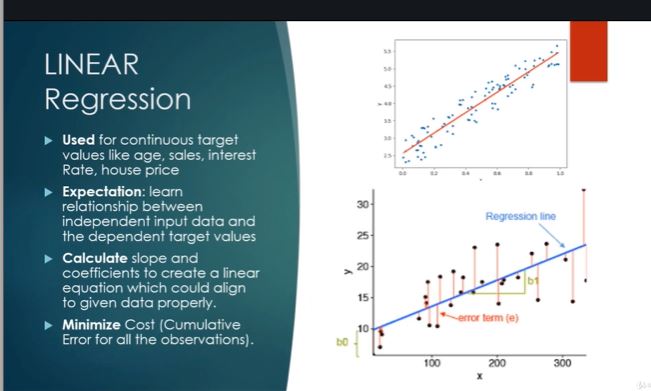 LINEAR
Regression
Used for continuous target
values like age, sales, interest
Rate, house price
Expectation: learn
relationship between
independent input data and
the dependent target values
Calculate slope and
coefficients to create a linear
equation which could align
to given data properly.
Minimize Cost (Cumulative
Error for all the observations).
5.5
5.0
4.5
4.0
3.5
3.0
2.5
0.0 0.2 0.4 0.6 0.8 1.0
30
25
20
15
10
y
Regression line
b1
error term (e)
b0
100 200 300
x